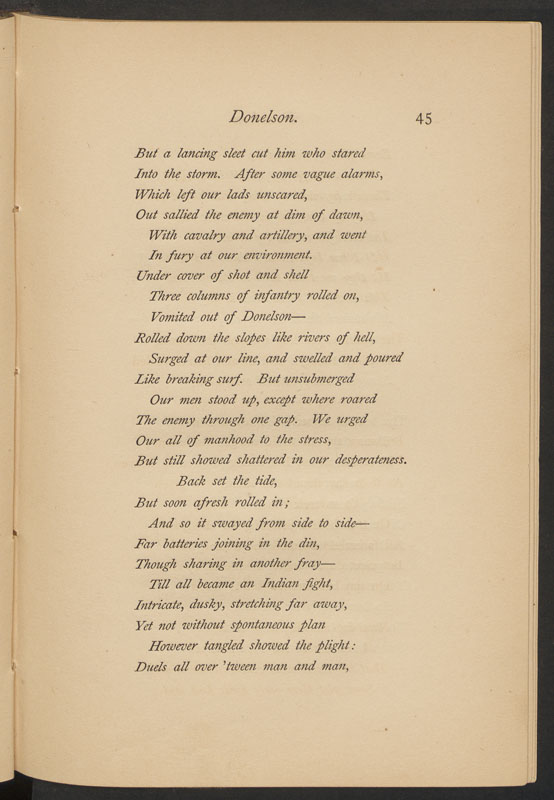 Donelson. 45
But a lancing sleet cut him who stared
Into the storm. After some vague alarms,
Which left our lads unscared,
Out sallied the enemy at dim of dawn,
With cavalry and artillery, and went
In fury at our environment.
Under cover of shot and shell
Three columns of infantry rolled on,
Vomited out of Donelson—
Rolled down the slopes like rivers of hell,
Surged at our line, and swelled and poured
Like breaking surf. But unsubmerged
Our men stood up, except where roared
The enemy through one gap. We urged
Our all of manhood to the stress,
But still showed shattered in our desperateness.
Back set the tide,
But soon afresh rolled in;
And so it swayed from side to side—
Far batteries joining in the din,
Though sharing in another fray—
Till all became an Indian fight,
Intricate, dusky, stretching far away,
Yet not without spontaneous plan
However tangled showed the plight:
Duels all over 'tween man and man,